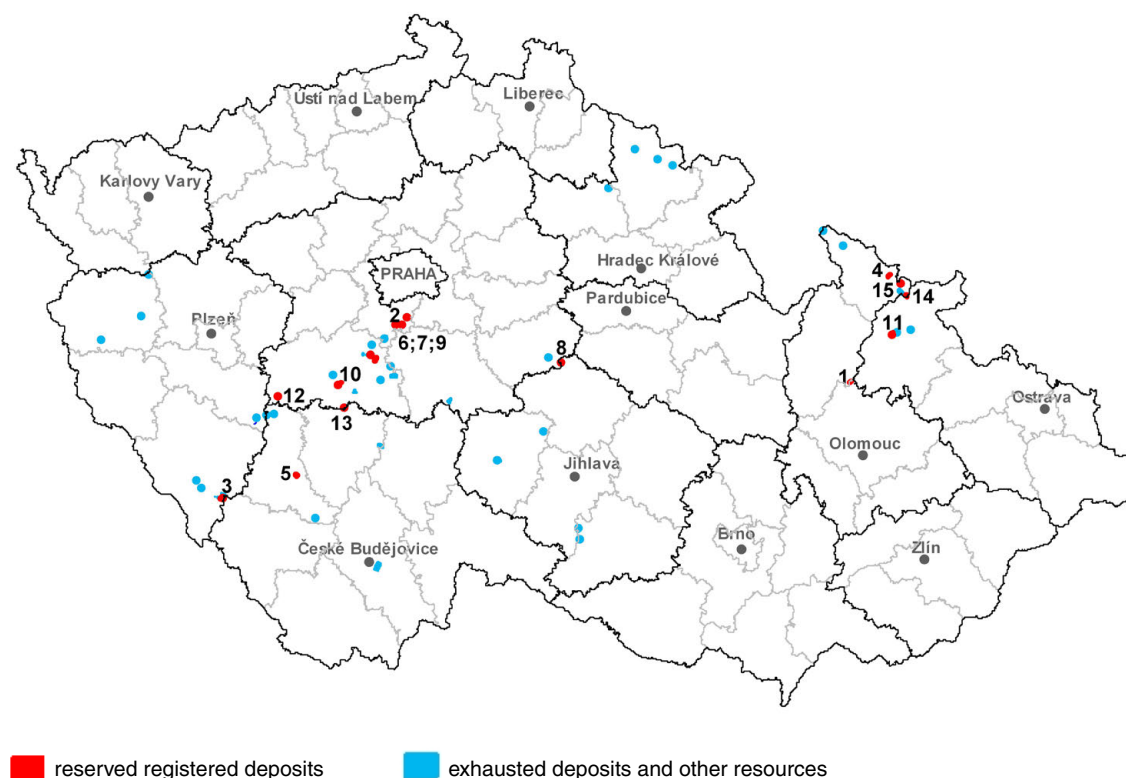 Ústí nad Labem
Liberec
Karlovy Vary
Hradec Králové
PRAHA
4
15
14
Pardubice
2
Plzeň
11
6;7;9
8
10
1
12
Ostrava
13
Olomouc
Jihlava
5
3
Brno
České Budějovice
Zlín
reserved registered deposits
exhausted deposits and other resources